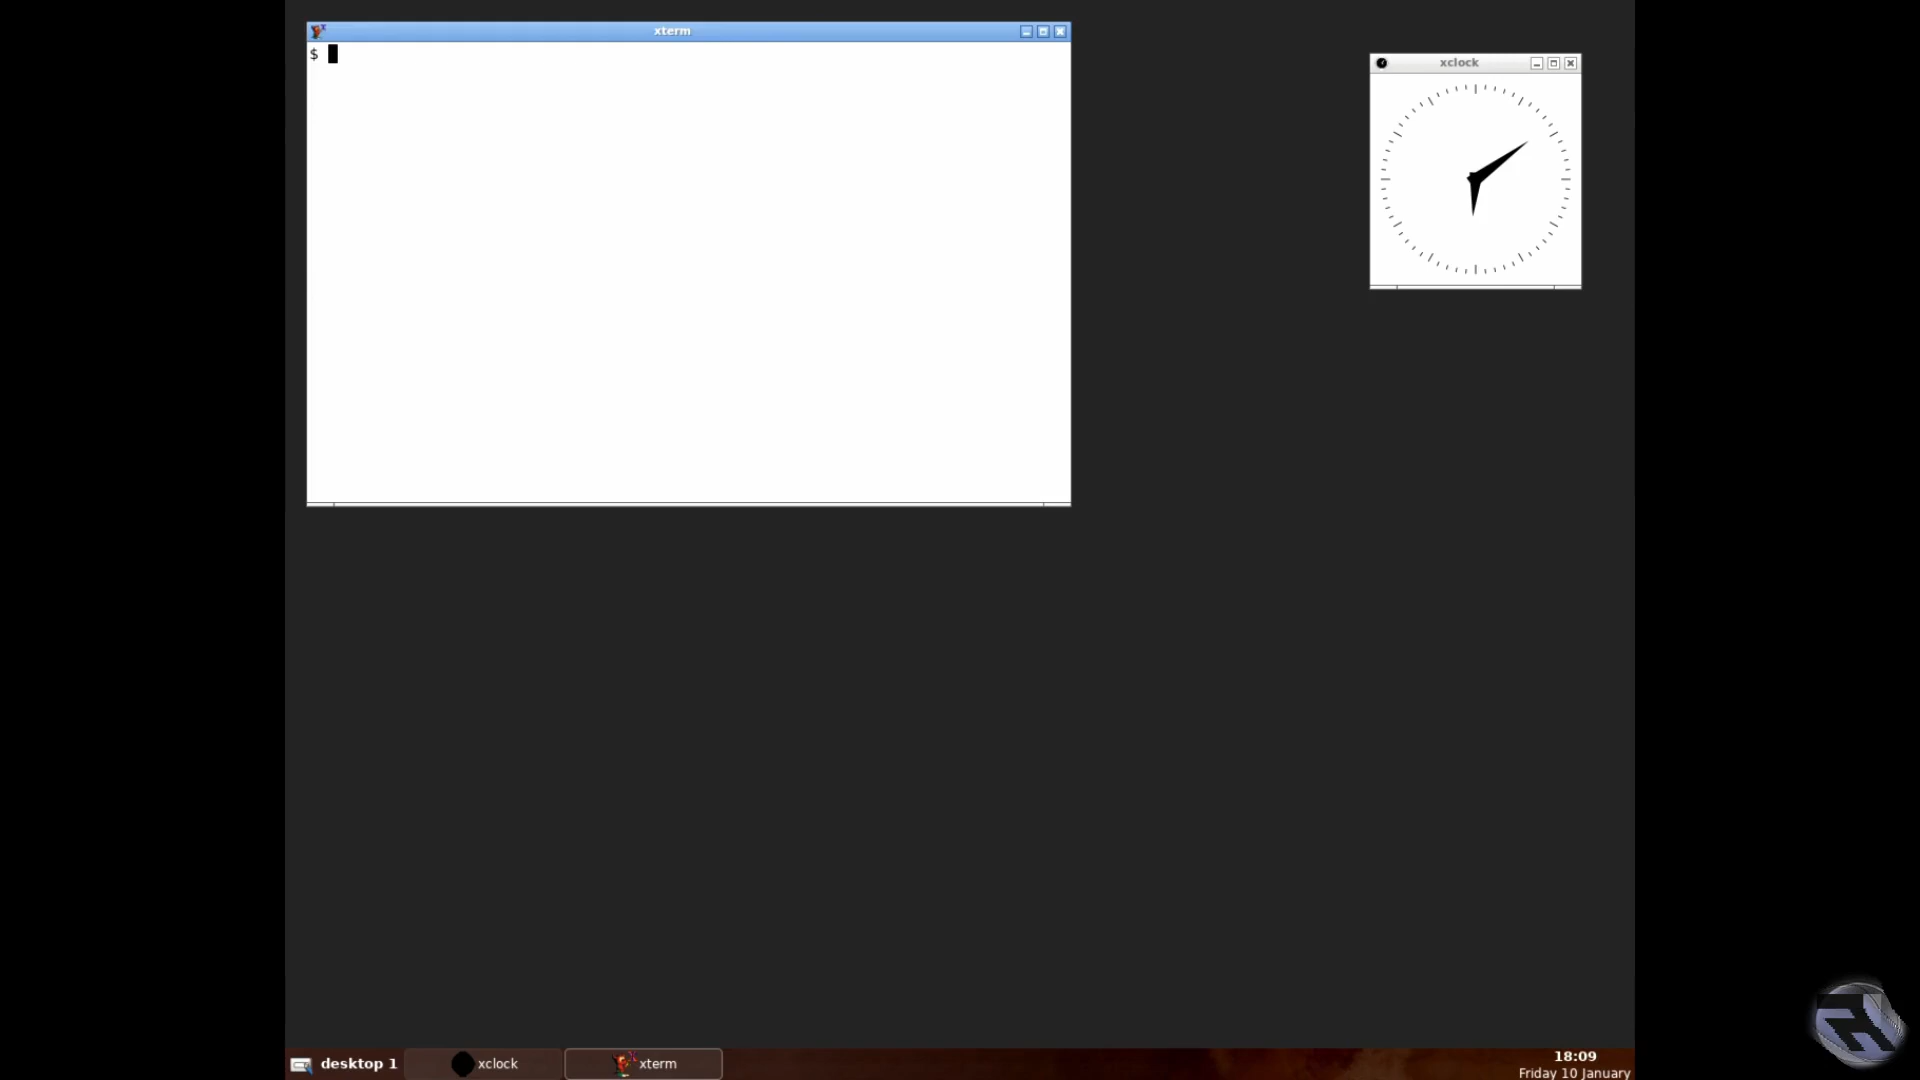 xterm
$
xclock
desktop 1
xclock
xterm
18:09
Friday 10 January